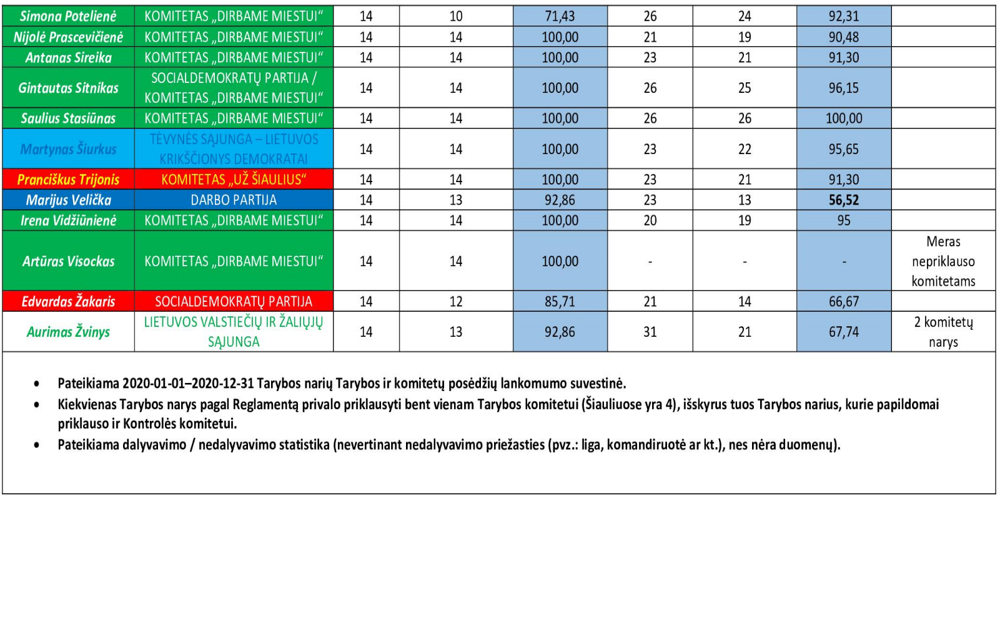 Simona Potelienė KOMITETAS „DIRBAME MIESTUI“ 14 10 71,43 26 24 92,31
Nijolė Prascevičienė KOMITETAS „DIRBAME MIESTUI“ 14 14 100,00 21 19 90,48
Antanas Sireika KOMITETAS „DIRBAME MIESTUI“ 14 14 100,00 23 21 91,30
Gintautas Sitnikas SOCIALDEMOKRATŲ PARTIJA /
KOMITETAS „DIRBAME MIESTUI“ 14 14 100,00 26 25 96,15
Saulius Stasiūnas KOMITETAS „DIRBAME MIESTUI“ 14 14 100,00 26 26 100,00
Martynas Šiurkus TĖVYNĖS SĄJUNGA – LIETUVOS
KRIKŠČIONYS DEMOKRATAI 14 14 100,00 23 22 95,65
Pranciškus Trijonis KOMITETAS „UŽ ŠIAULIUS“ 14 14 100,00 23 21 91,30
Marijus Velička DARBO PARTIJA 14 13 92,86 23 13 56,52
Irena Vidžiūnienė KOMITETAS „DIRBAME MIESTUI“ 14 14 100,00 20 19 95
Artūras Visockas KOMITETAS „DIRBAME MIESTUI“ 14 14 100,00 - - - Meras
nepriklauso
komitetams
Edvardas Žakaris SOCIALDEMOKRATŲ PARTIJA 14 12 85,71 21 14 66,67
Aurimas Žvinys LIETUVOS VALSTIEČIŲ IR ŽALIŲJŲ
SĄJUNGA 14 13 92,86 31 21 67,74 2 komitetų
narys
• Pateikiama 2020-01-01–2020-12-31 Tarybos narių Tarybos ir komitetų posėdžių lankomumo suvestinė.
• Kiekvienas Tarybos narys pagal Reglamentą privalo priklausyti bent vienam Tarybos komitetui (Šiauliuose yra 4), išskyrus tuos Tarybos narius, kurie papildomai
priklauso ir Kontrolės komitetui.
• Pateikiama dalyvavimo / nedalyvavimo statistika (nevertinant nedalyvavimo priežasties (pvz.: liga, komandiruotė ar kt.), nes nėra duomenų).